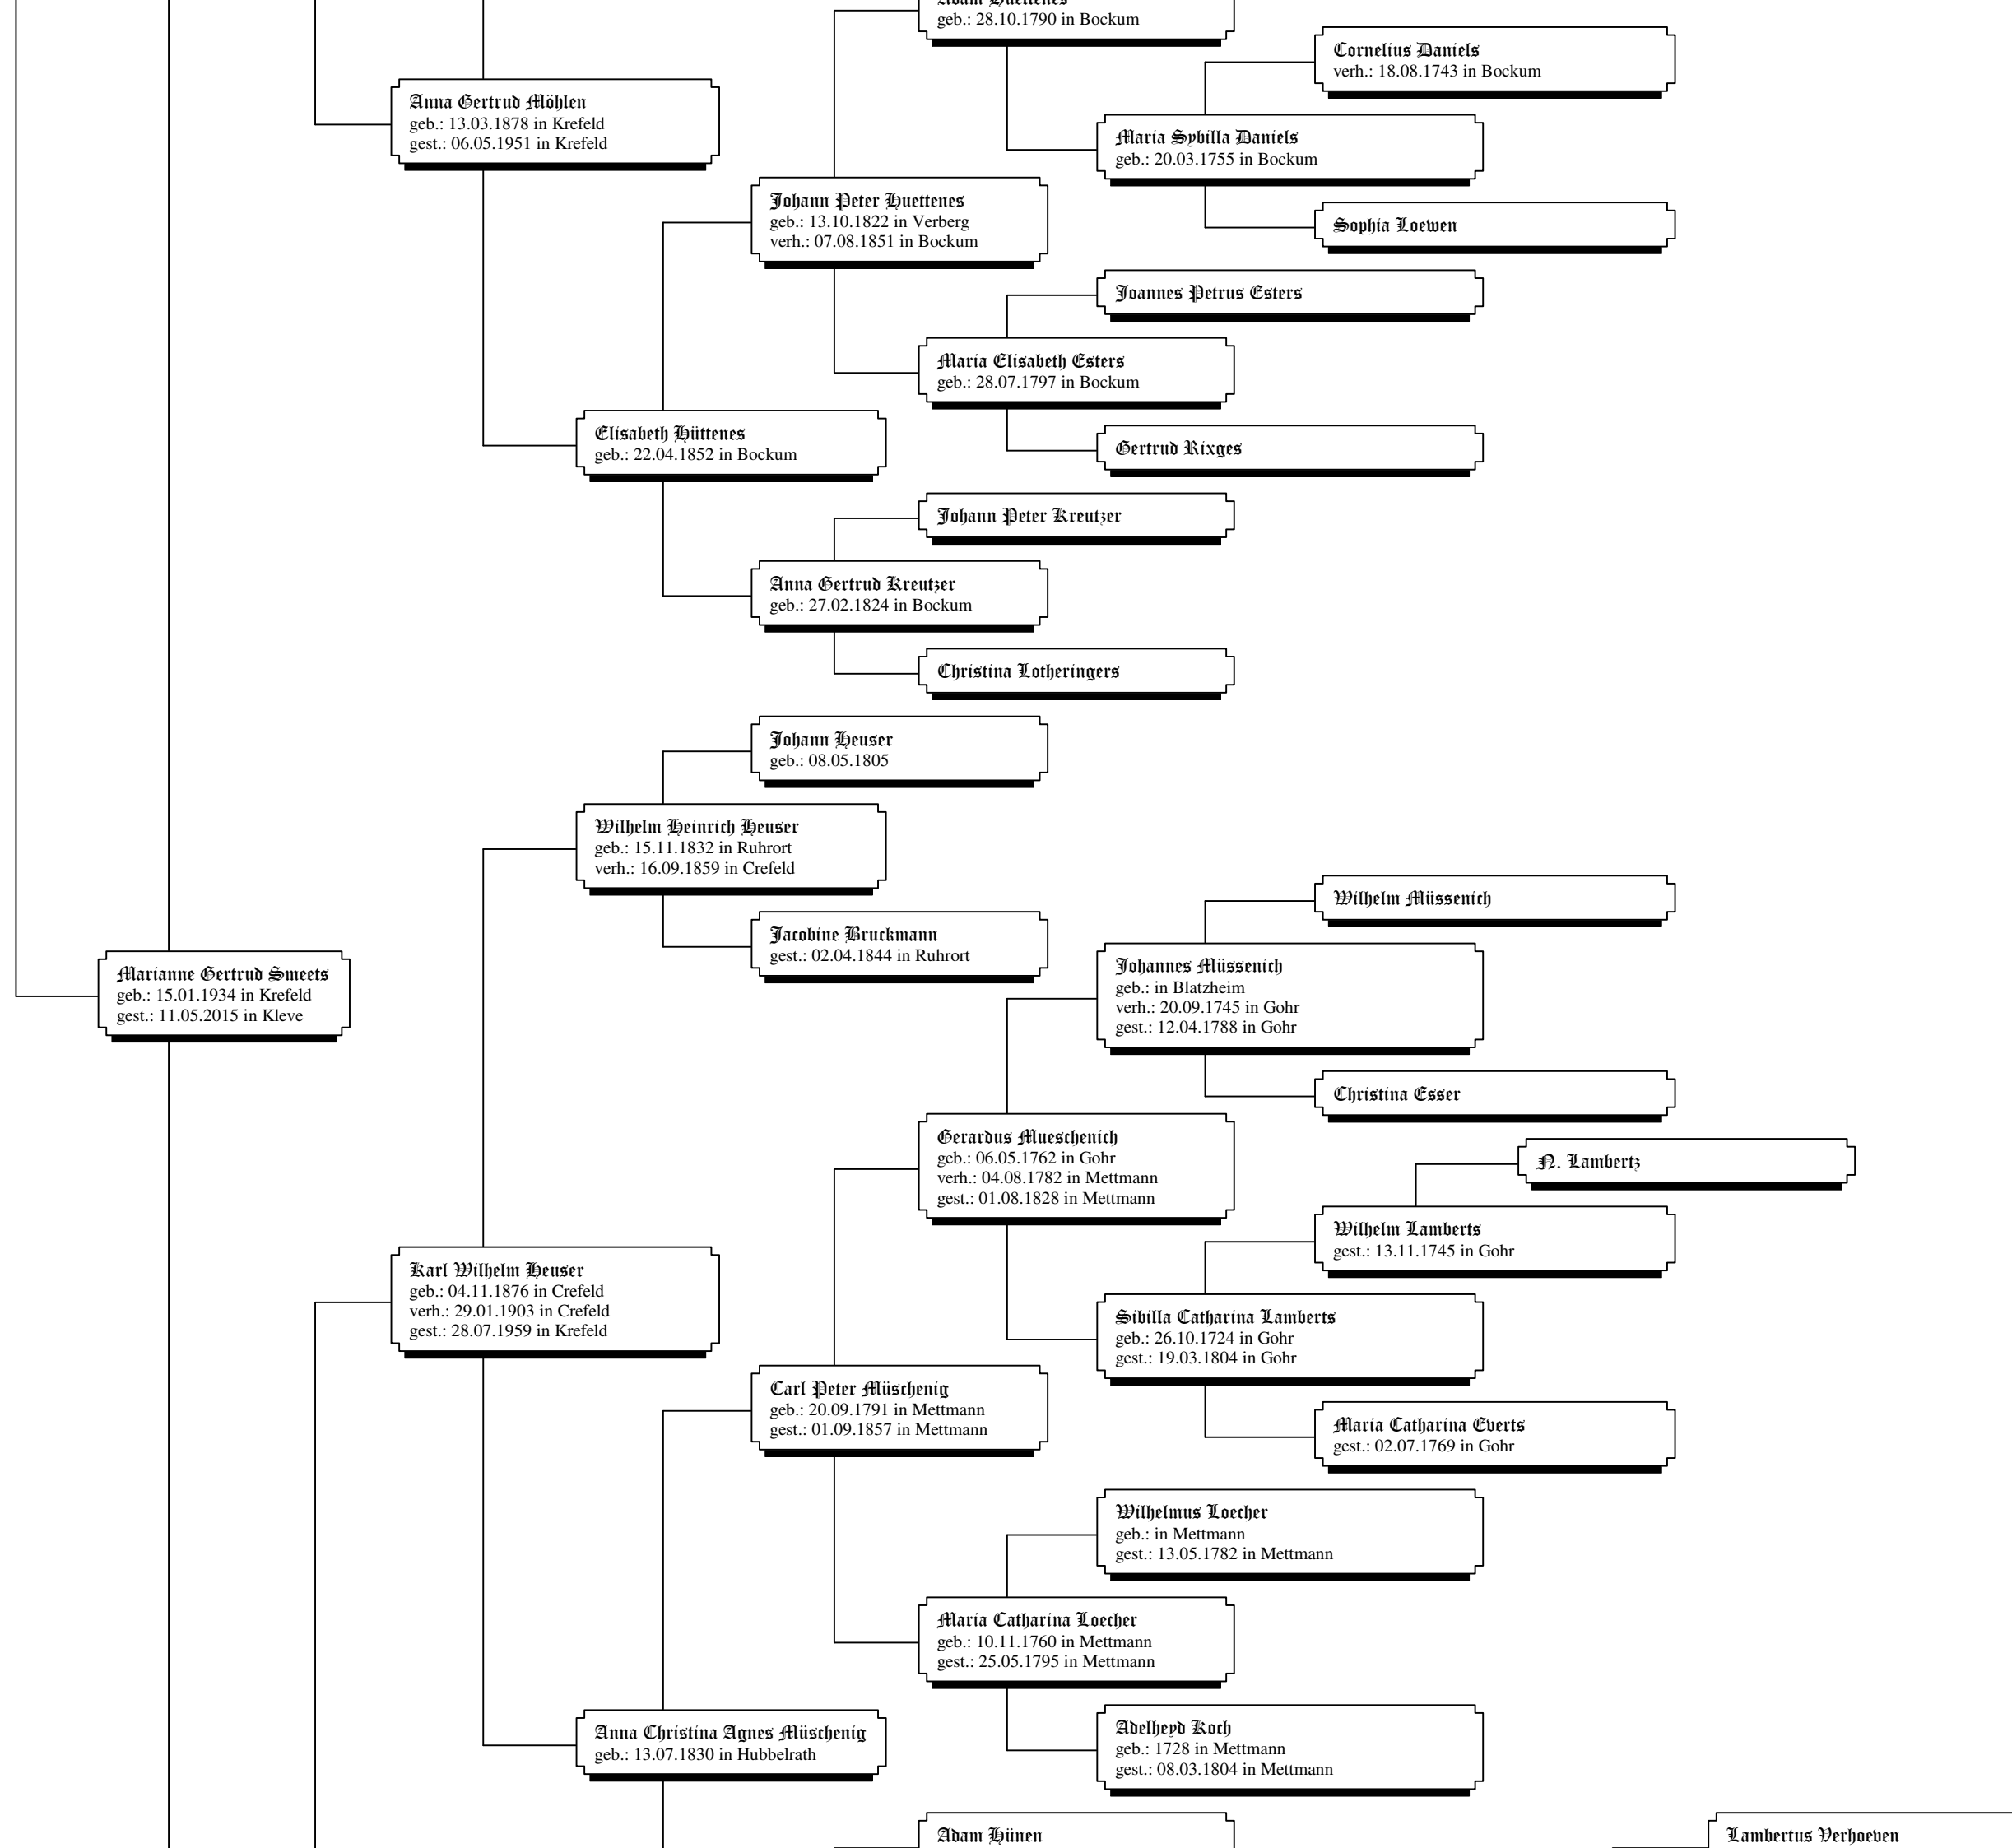 Adam Huettenes
geb.: 28.10.1790 in Bockum
Cornelius Daniels
verh.: 18.08.1743 in Bockum
Anna Gertrud Möhlen
geb.: 13.03.1878 in Krefeld
gest.: 06.05.1951 in Krefeld
Maria Sybilla Daniels
geb.: 20.03.1755 in Bockum
Johann Peter Huettenes
geb.: 13.10.1822 in Verberg
verh.: 07.08.1851 in Bockum
Sophia Loewen
Joannes Petrus Esters
Maria Elisabeth Esters
geb.: 28.07.1797 in Bockum
Elisabeth Hüttenes
geb.: 22.04.1852 in Bockum
Gertrud Rixges
Johann Peter Kreutzer
Anna Gertrud Kreutzer
geb.: 27.02.1824 in Bockum
Christina Lotheringers
Johann Heuser
geb.: 08.05.1805
Wilhelm Heinrich Heuser
geb.: 15.11.1832 in Ruhrort
verh.: 16.09.1859 in Crefeld
Wilhelm Müssenich
Jacobine Bruckmann
gest.: 02.04.1844 in Ruhrort
Marianne Gertrud Smeets
geb.: 15.01.1934 in Krefeld
gest.: 11.05.2015 in Kleve
Johannes Müssenich
geb.: in Blatzheim
verh.: 20.09.1745 in Gohr
gest.: 12.04.1788 in Gohr
Christina Esser
Gerardus Mueschenich
geb.: 06.05.1762 in Gohr
verh.: 04.08.1782 in Mettmann
gest.: 01.08.1828 in Mettmann
N. Lambertz
Wilhelm Lamberts
gest.: 13.11.1745 in Gohr
Karl Wilhelm Heuser
geb.: 04.11.1876 in Crefeld
verh.: 29.01.1903 in Crefeld
gest.: 28.07.1959 in Krefeld
Sibilla Catharina Lamberts
geb.: 26.10.1724 in Gohr
gest.: 19.03.1804 in Gohr
Carl Peter Müschenig
geb.: 20.09.1791 in Mettmann
gest.: 01.09.1857 in Mettmann
Maria Catharina Everts
gest.: 02.07.1769 in Gohr
Wilhelmus Loecher
geb.: in Mettmann
gest.: 13.05.1782 in Mettmann
Maria Catharina Loecher
geb.: 10.11.1760 in Mettmann
gest.: 25.05.1795 in Mettmann
Anna Christina Agnes Müschenig
geb.: 13.07.1830 in Hubbelrath
Adelheyd Koch
geb.: 1728 in Mettmann
gest.: 08.03.1804 in Mettmann
Adam Hünen
Lambertus Verhoeven